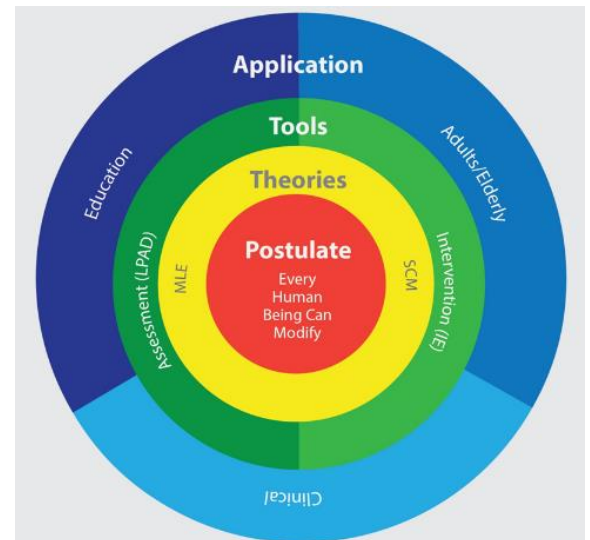 Application
Education
Adults/Elderly
Tools
Assessment (LPAD)
Intervention (IE)
Theories
MLE
SCM
Postulate
Every
Human
Being Can
Modify
Clinical